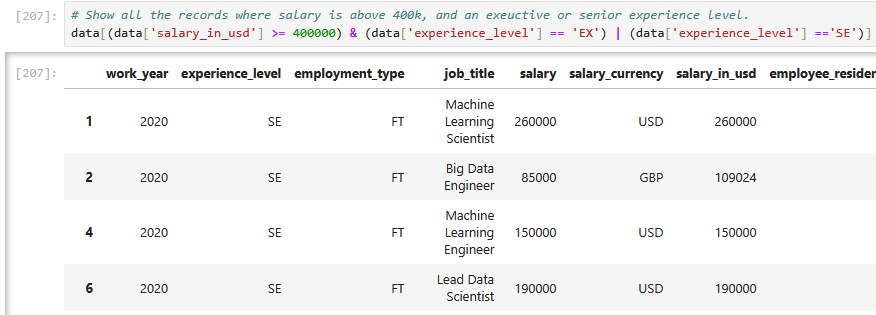 [207]: # Show all the records where salary is above 400k, and an exeuctive or senior experience level.
data[(data['salary_in_usd'] >= 400000) & (data['experience_level'] == 'EX') | (data['experience_level'] =='SE')]
[207]: work_year experience_level employment_type job_title salary salary_currency salary_in_usd employee_residen
1 2020 SE FT Machine Learning Scientist 260000 USD 260000
2 2020 SE FT Big Data Engineer 85000 GBP 109024
4 2020 SE FT Machine Learning Engineer 150000 USD 150000
6 2020 SE FT Lead Data Scientist 190000 USD 190000